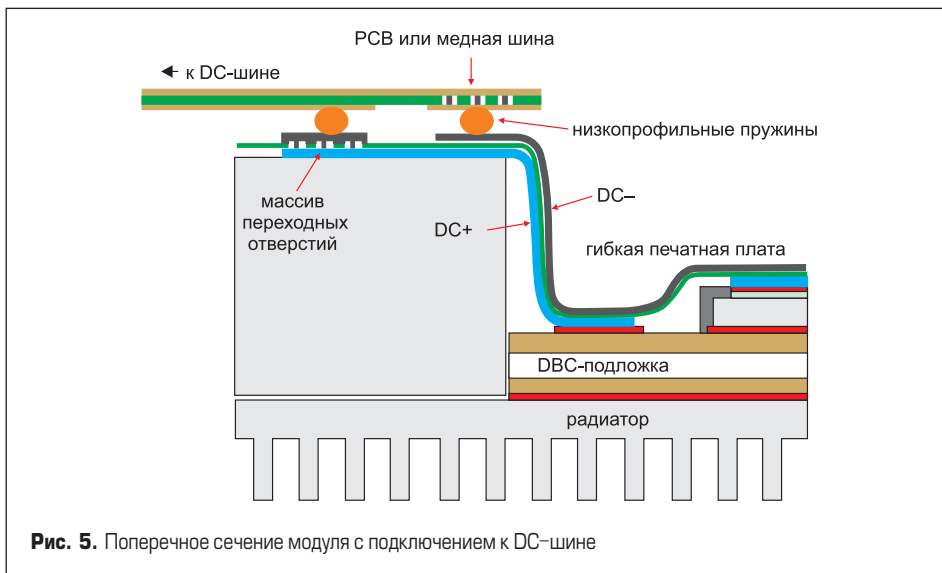 PCB или медная шина
к DC-шине
низкопрофильные пружины
массив
переходных
отверстий
DC+
DC–
гибкая печатная плата
DBC-подложка
радиатор
Рис. 5. Поперечное сечение модуля с подключением к DC-шине